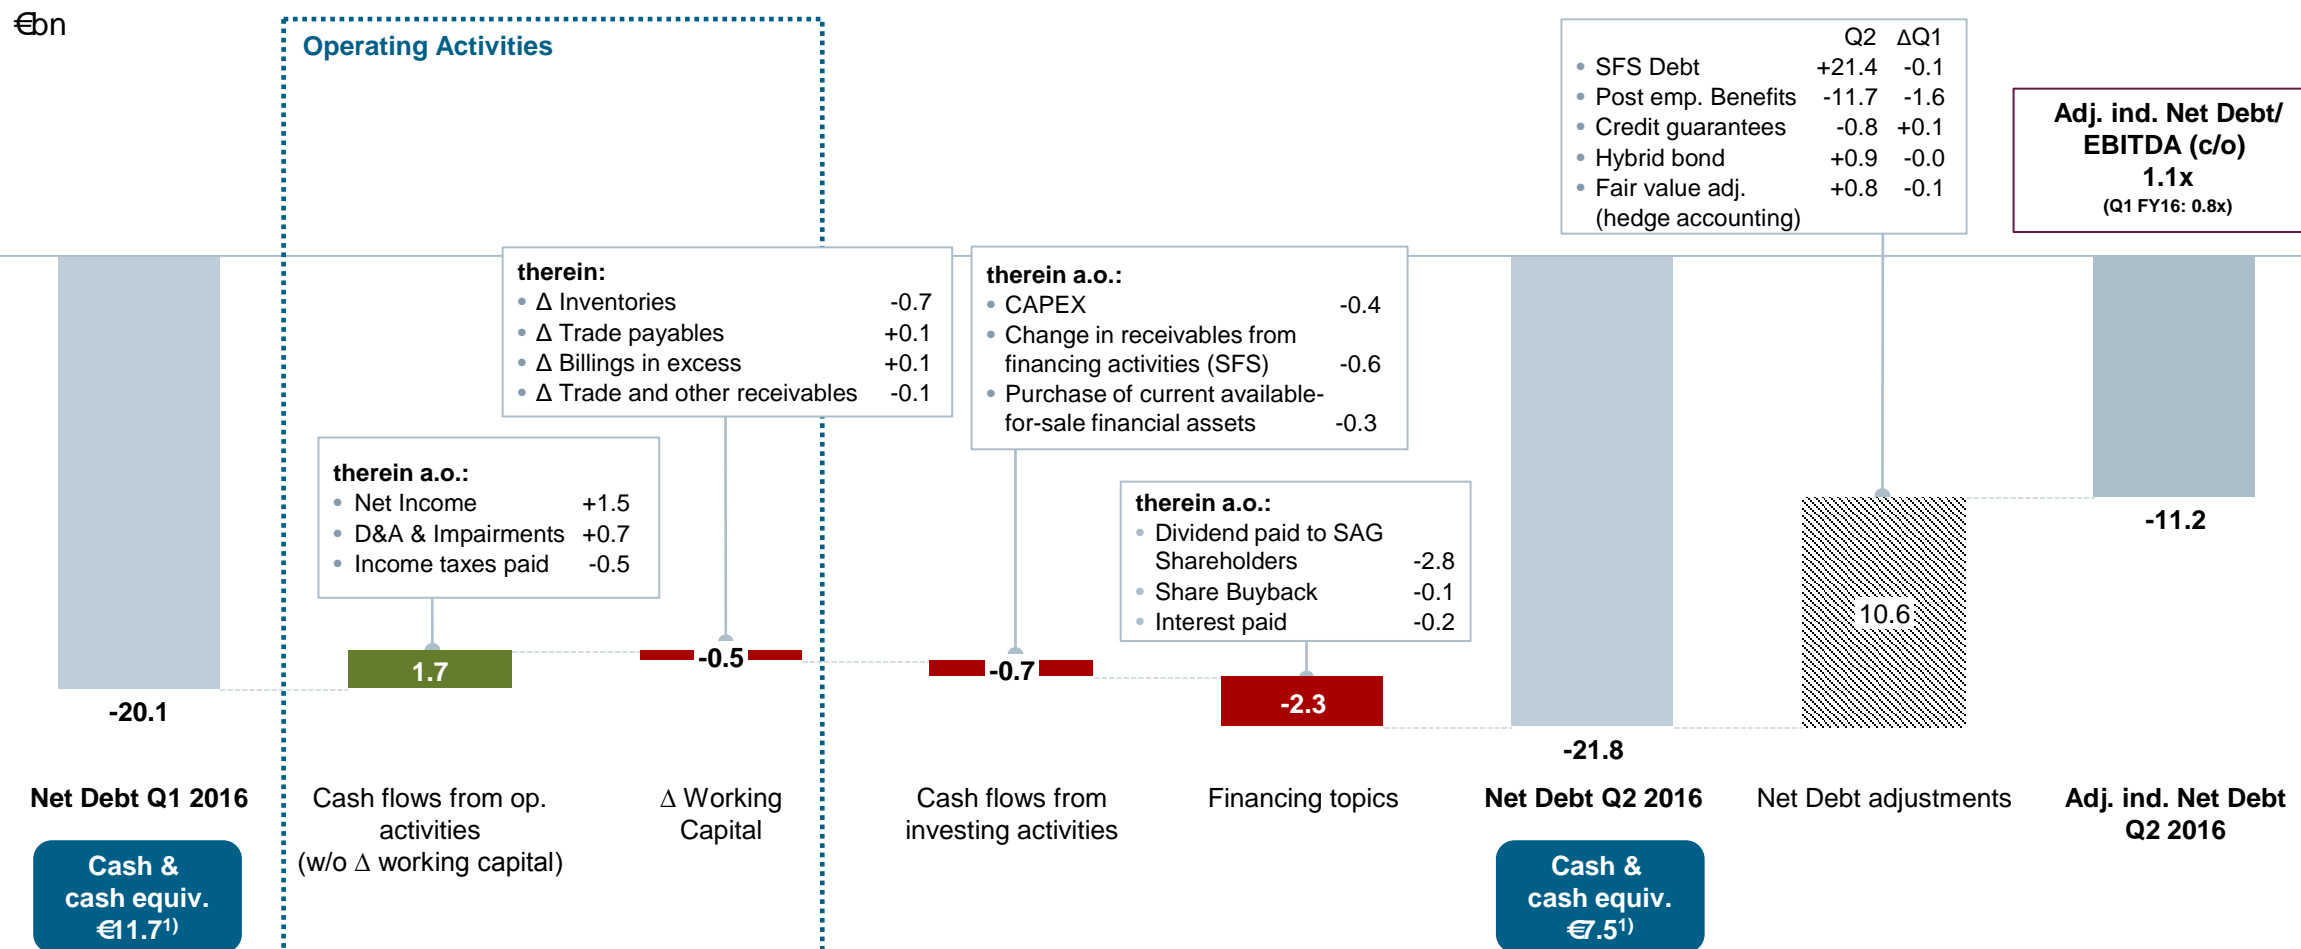 €bn
Operating Activities
Q2 ΔQ1
• SFS Debt +21.4 -0.1
• Post emp. Benefits -11.7 -1.6
• Credit guarantees -0.8 +0.1
• Hybrid bond +0.9 -0.0
• Fair value adj. +0.8 -0.1
(hedge accounting)
Adj. ind. Net Debt/
EBITDA (c/o)
1.1x
(Q1 FY16: 0.8x)
therein:
• Δ Inventories -0.7
• Δ Trade payables +0.1
• Δ Billings in excess +0.1
• Δ Trade and other receivables -0.1
therein a.o.:
• CAPEX -0.4
• Change in receivables from
financing activities (SFS) -0.6
• Purchase of current available-
for-sale financial assets -0.3
therein a.o.:
• Net Income +1.5
• D&A & Impairments +0.7
• Income taxes paid -0.5
therein a.o.:
• Dividend paid to SAG
Shareholders -2.8
• Share Buyback -0.1
• Interest paid -0.2
-20.1
1.7
-0.5
-0.7
-2.3
-21.8
10.6
-11.2
Net Debt Q1 2016
Cash flows from op.
activities
(w/o Δ working capital)
Δ Working
Capital
Cash flows from
investing activities
Financing topics
Net Debt Q2 2016
Net Debt adjustments
Adj. ind. Net Debt
Q2 2016
Cash &
cash equiv.
€11.7¹⁾
Cash &
cash equiv.
€7.5¹⁾